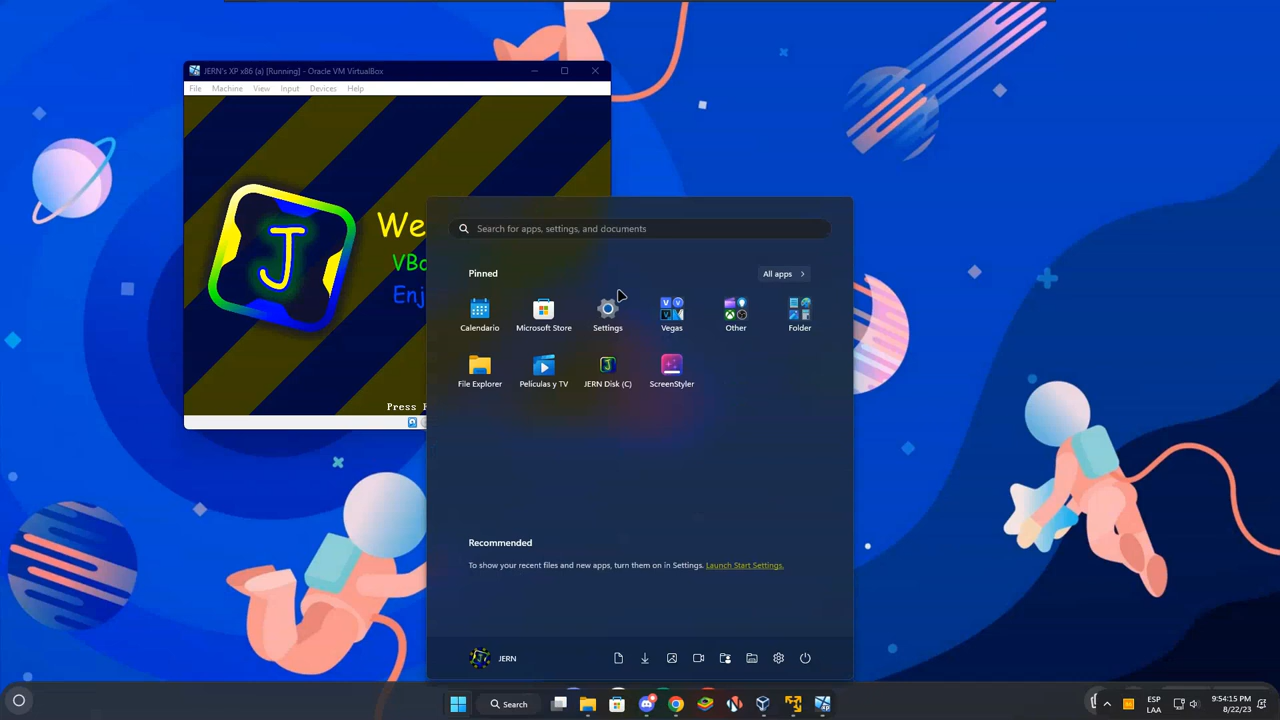 JERN's XP x86 (a) [Running] - Oracle VM VirtualBox
File Machine View Input Devices Help
J
We
VBo
Enj
Press
Search for apps, settings, and documents
Pinned
All apps
Calendario Microsoft Store Settings Vegas Other Folder
File Explorer Películas y TV JERN Disk (C) ScreenStyler
Recommended
To show your recent files and new apps, turn them on in Settings. Launch Start Settings.
JERN
Search
ESP
LAA
9:54:15 PM
8/22/23